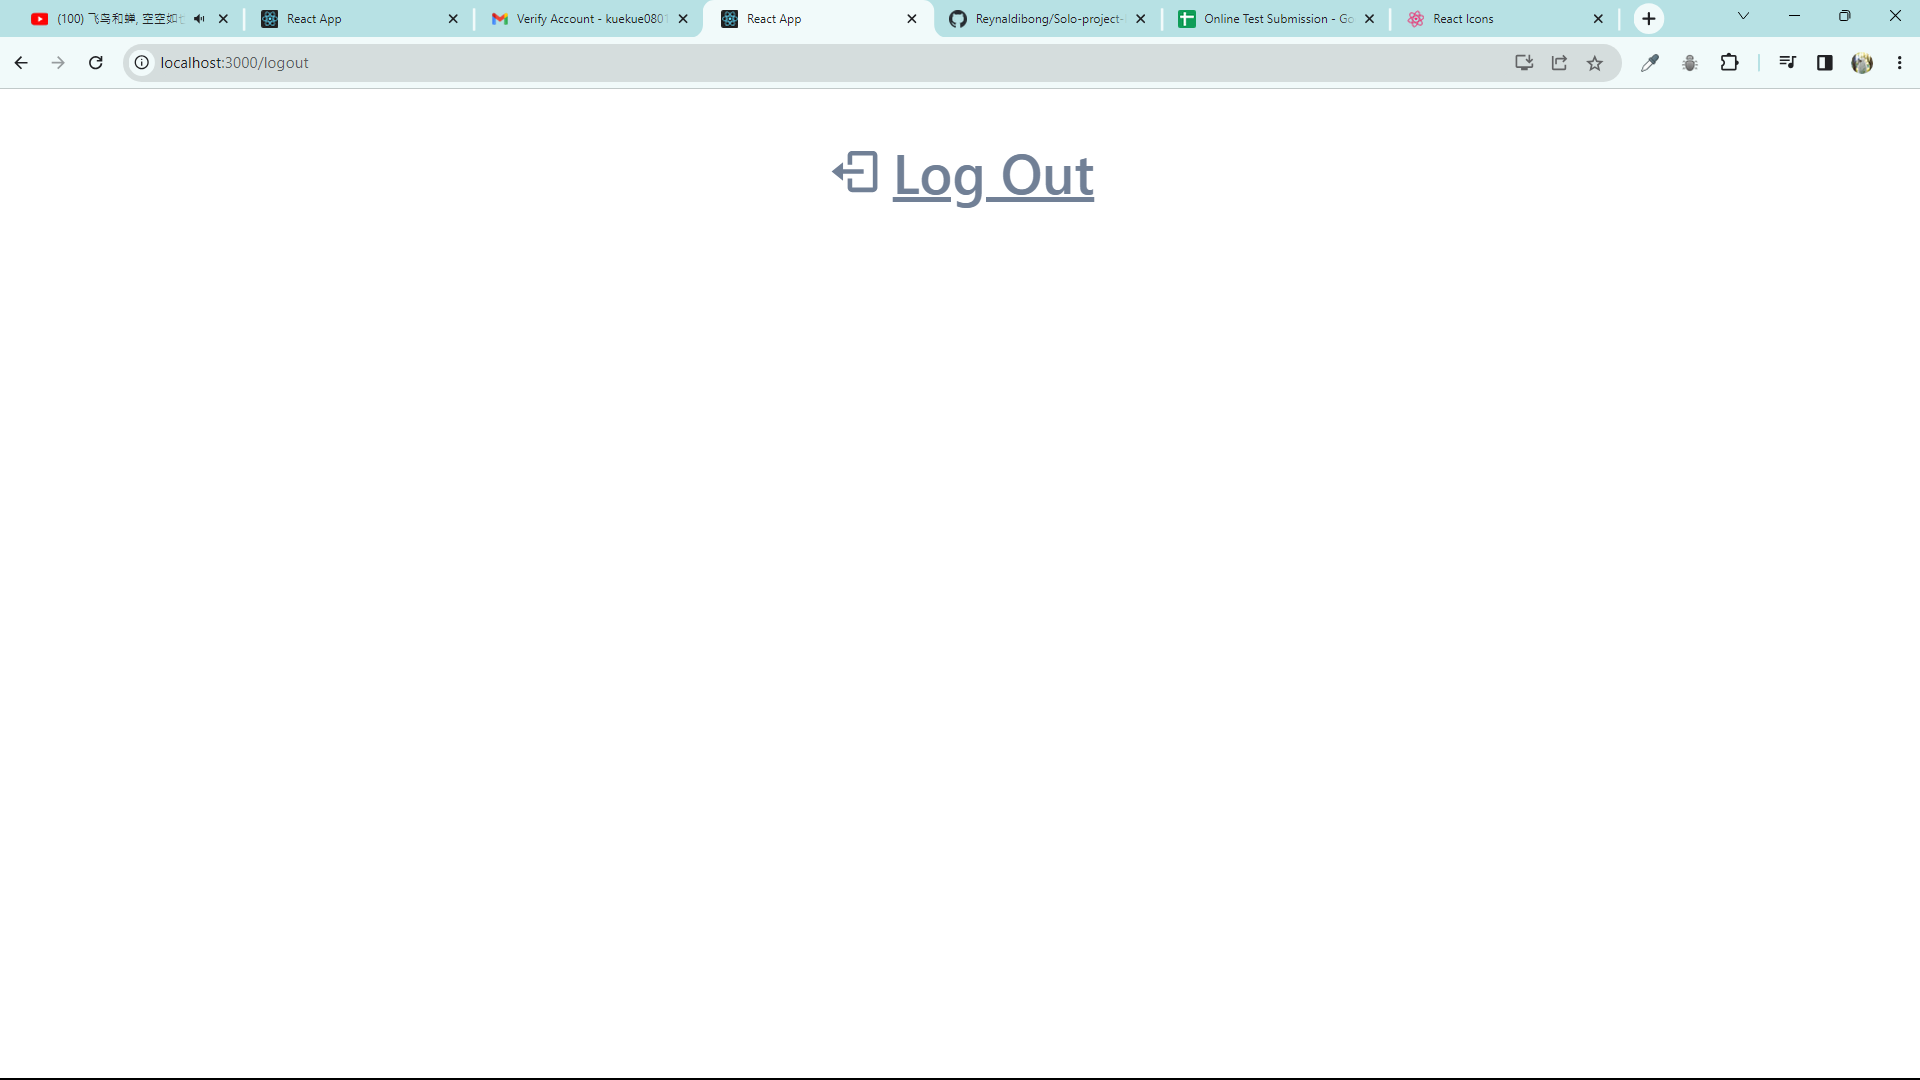 (100) 飞鸟和蝉, 空空如
React App
Verify Account - kuekue080
React App
Reynaldibong/Solo-project-
Online Test Submission - Go
React Icons
localhost:3000/logout
Log Out